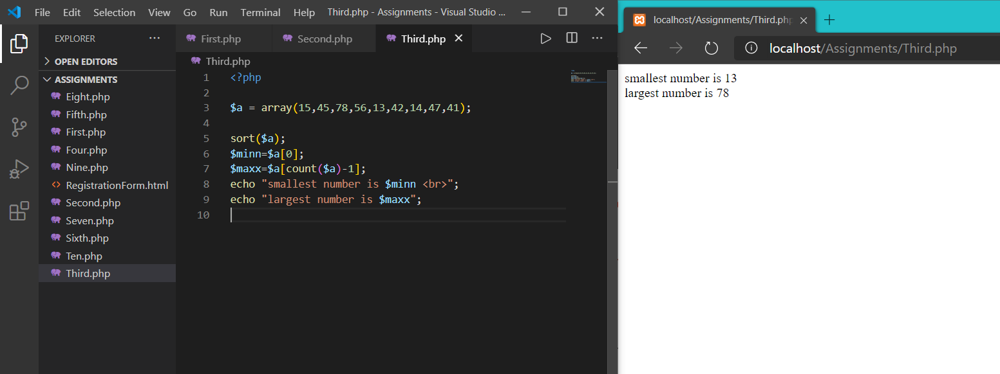 File Edit Selection View Go Run Terminal Help Third.php - Assignments - Visual Studio ...
EXPLORER
OPEN EDITORS
ASSIGNMENTS
Eight.php
Fifth.php
First.php
Four.php
Nine.php
RegistrationForm.html
Second.php
Seven.php
Sixth.php
Ten.php
Third.php
First.php Second.php Third.php
Third.php
1 <?php
2
3 $a = array(15,45,78,56,13,42,14,47,41);
4
5 sort($a);
6 $minn=$a[0];
7 $maxx=$a[count($a)-1];
8 echo "smallest number is $minn <br>";
9 echo "largest number is $maxx";
10
localhost/Assignments/Third.php
localhost/Assignments/Third.php
smallest number is 13
largest number is 78